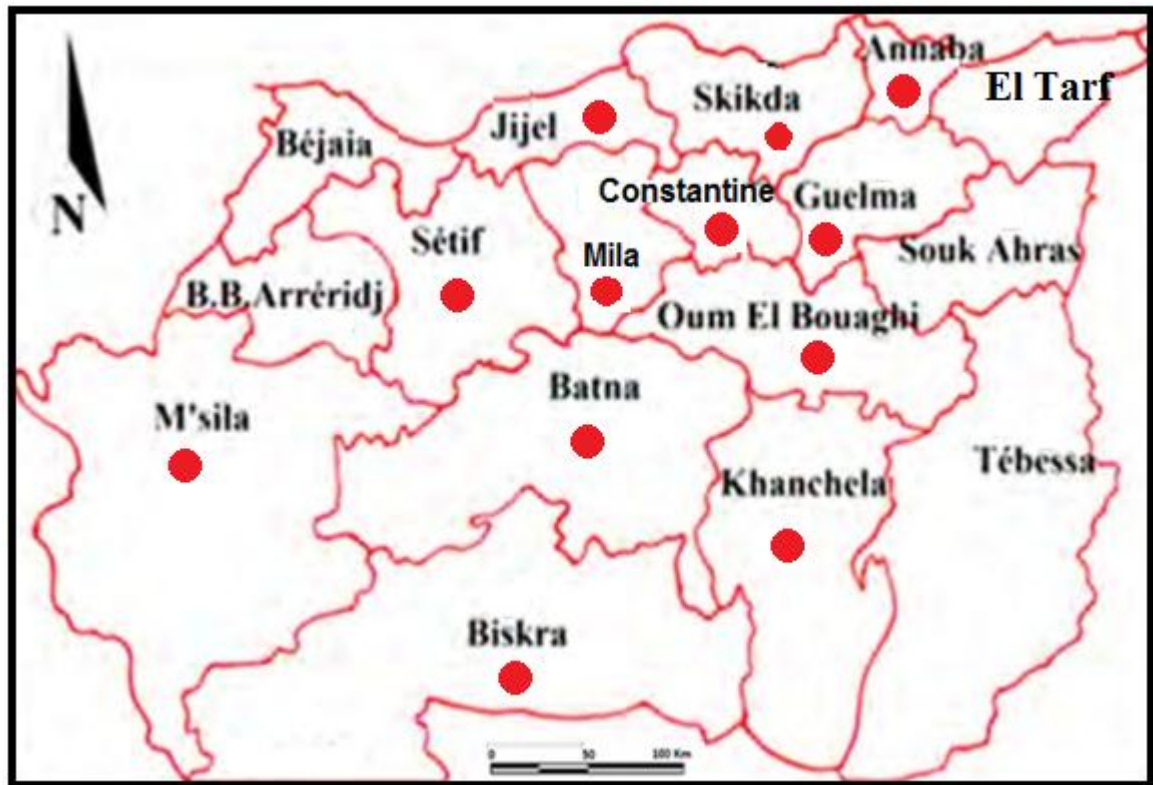 Annaba
El Tarf
Skikda
Jijel
Béjaia
N
Constantine
Guelma
Sétif
Mila
Souk Ahras
B.B.Arréridj
Oum El Bouaghi
Batna
M'sila
Tébessa
Khanchela
Biskra
0 50 100 Km